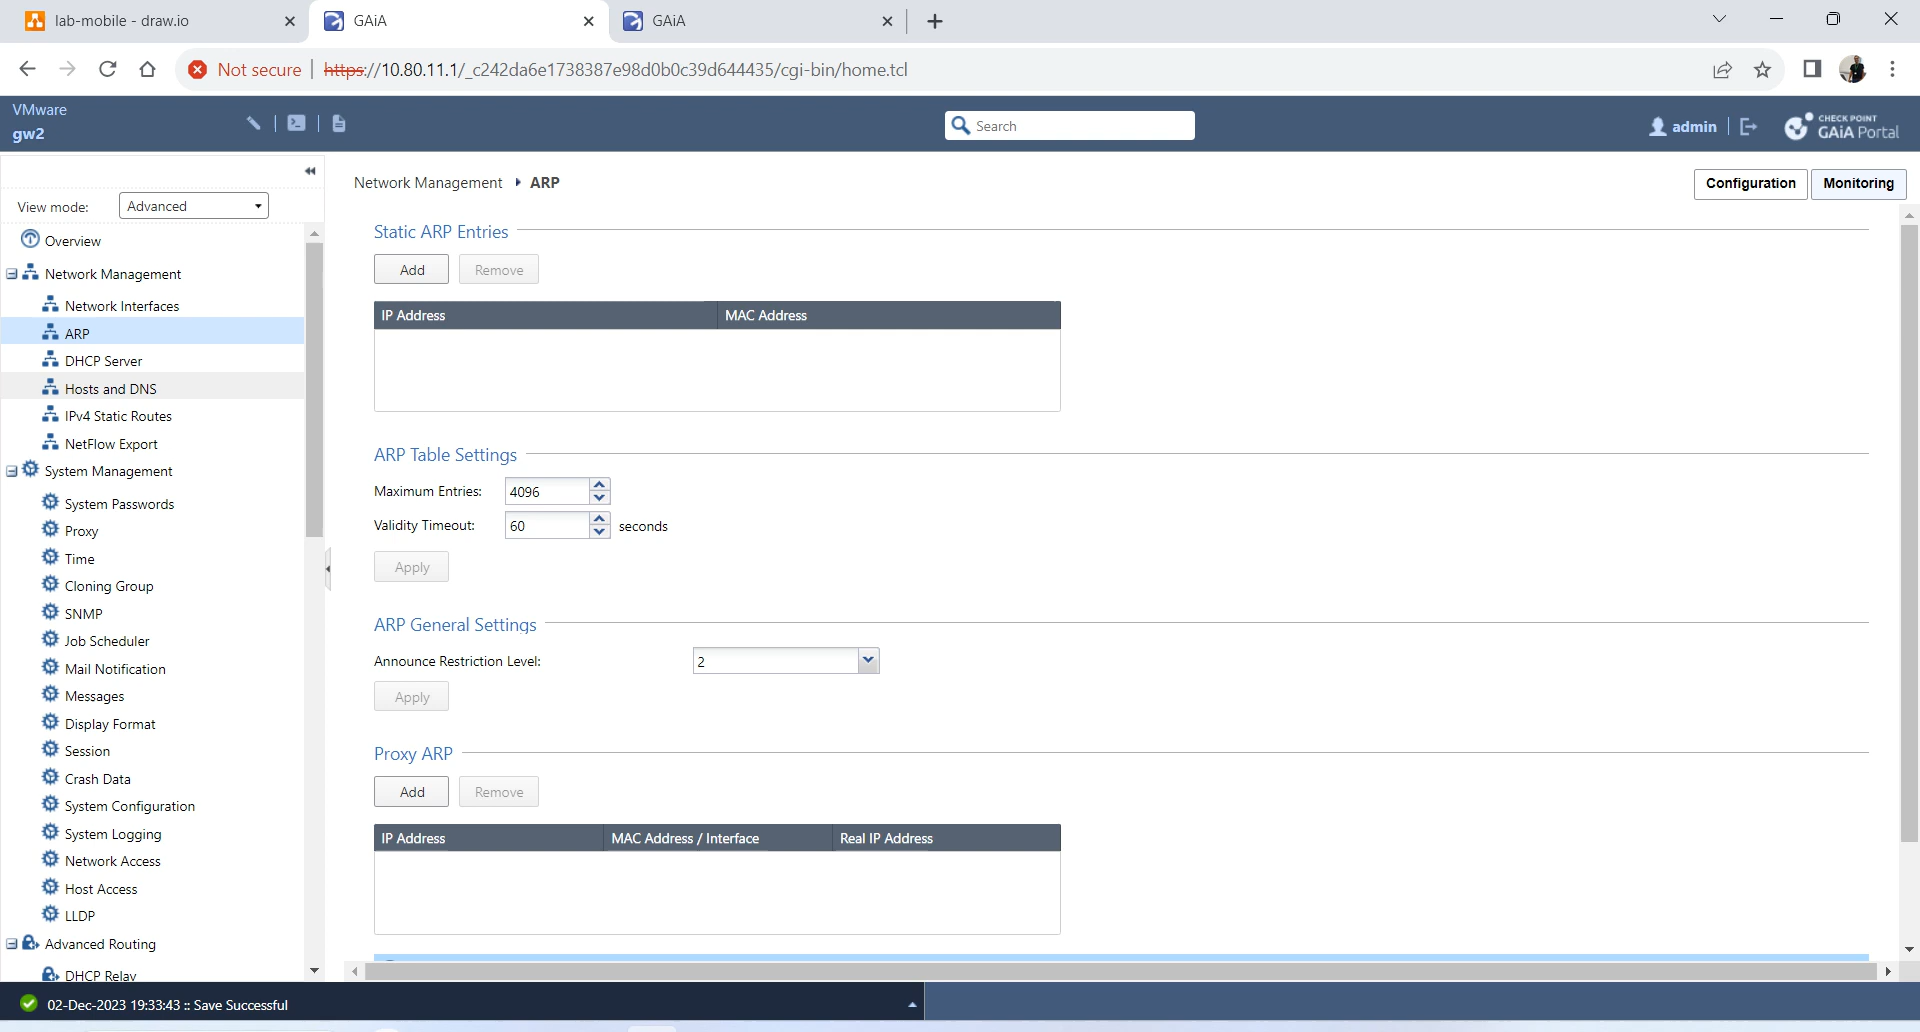 lab-mobile - draw.io
GAiA
GAiA
Not secure
https://10.80.11.1/_c242da6e1738387e98d0b0c39d644435/cgi-bin/home.tcl
VMware
gw2
Search
admin
CHECK POINT
GAiA Portal
View mode:
Advanced
Overview
Network Management
Network Interfaces
ARP
DHCP Server
Hosts and DNS
IPv4 Static Routes
NetFlow Export
System Management
System Passwords
Proxy
Time
Cloning Group
SNMP
Job Scheduler
Mail Notification
Messages
Display Format
Session
Crash Data
System Configuration
System Logging
Network Access
Host Access
LLDP
Advanced Routing
DHCP Relay
Network Management ARP
Configuration
Monitoring
Static ARP Entries
Add Remove
IP Address MAC Address
ARP Table Settings
Maximum Entries: 4096
Validity Timeout: 60 seconds
Apply
ARP General Settings
Announce Restriction Level: 2
Apply
Proxy ARP
Add Remove
IP Address MAC Address / Interface Real IP Address
02-Dec-2023 19:33:43 :: Save Successful